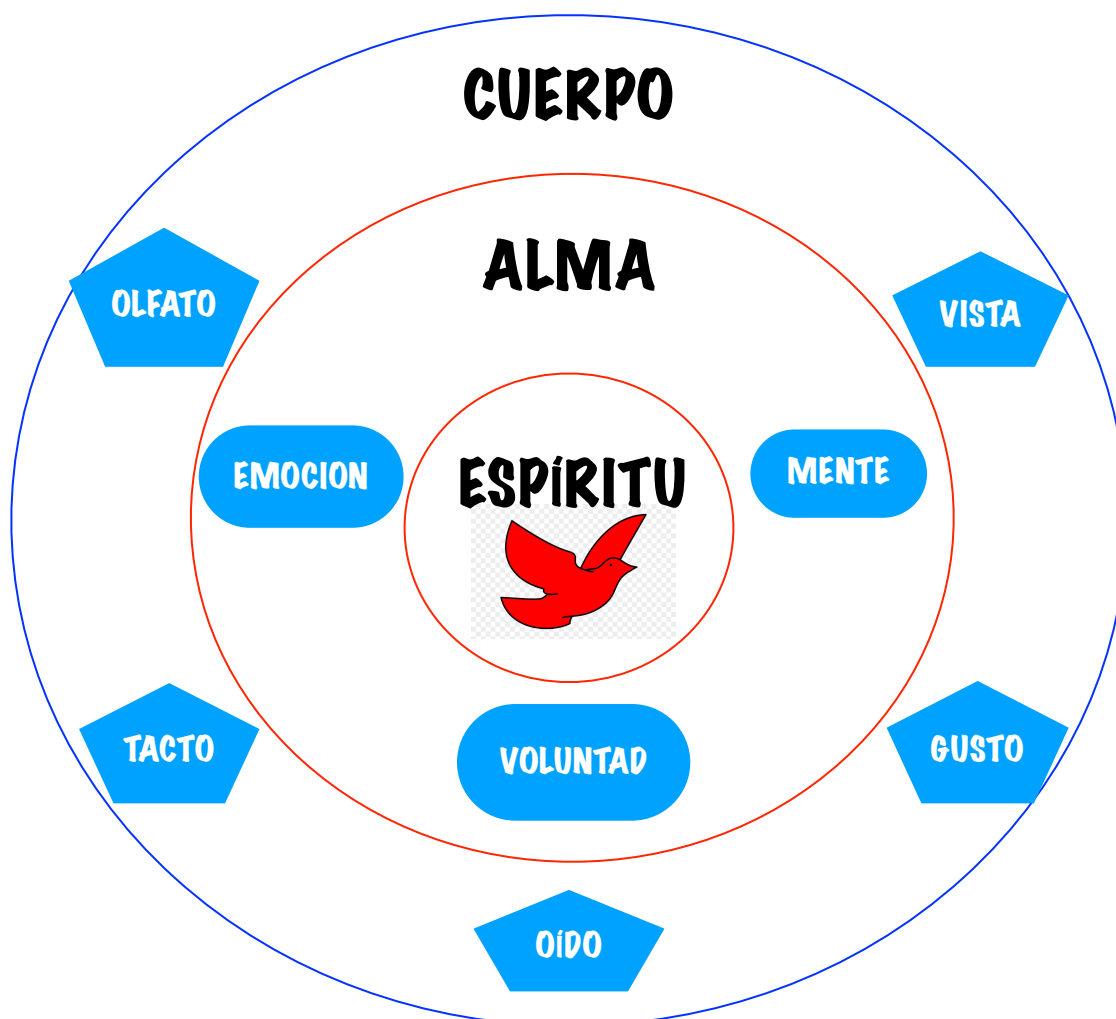 CUERPO
ALMA
OLFATO
VISTA
EMOCION
ESPÍRITU
MENTE
TACTO
VOLUNTAD
GUSTO
OÍDO